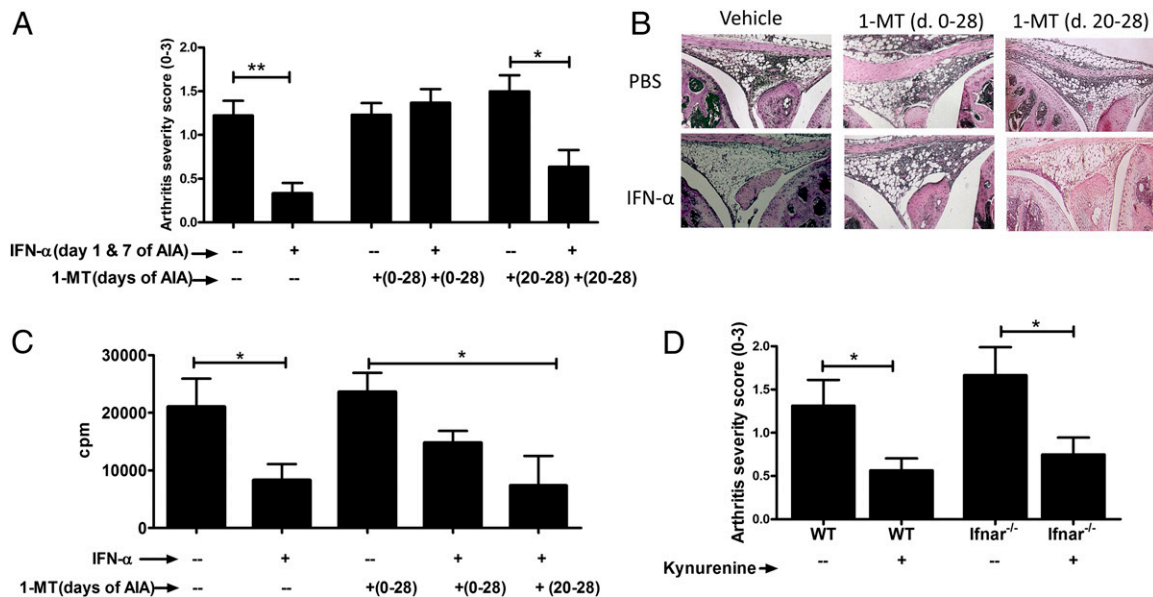 A
Arthritis severity score (0-3)
2.0
1.5
1.0
0.5
0.0
**
*
IFN-α(day 1 & 7 of AIA)
--
+
--
+
--
+
1-MT(days of AIA)
--
--
+(0-28)
+(0-28)
+(20-28)
+(20-28)
B
Vehicle
1-MT (d. 0-28)
1-MT (d. 20-28)
PBS
IFN-α
C
cpm
30000
20000
10000
0
*
*
IFN-α
--
+
--
+
+
1-MT(days of AIA)
--
--
+(0-28)
+(0-28)
+ (20-28)
D
Arthritis severity score (0-3)
2.0
1.5
1.0
0.5
0.0
*
*
WT
WT
Ifnar-/-
Ifnar-/-
Kynurenine
--
+
--
+